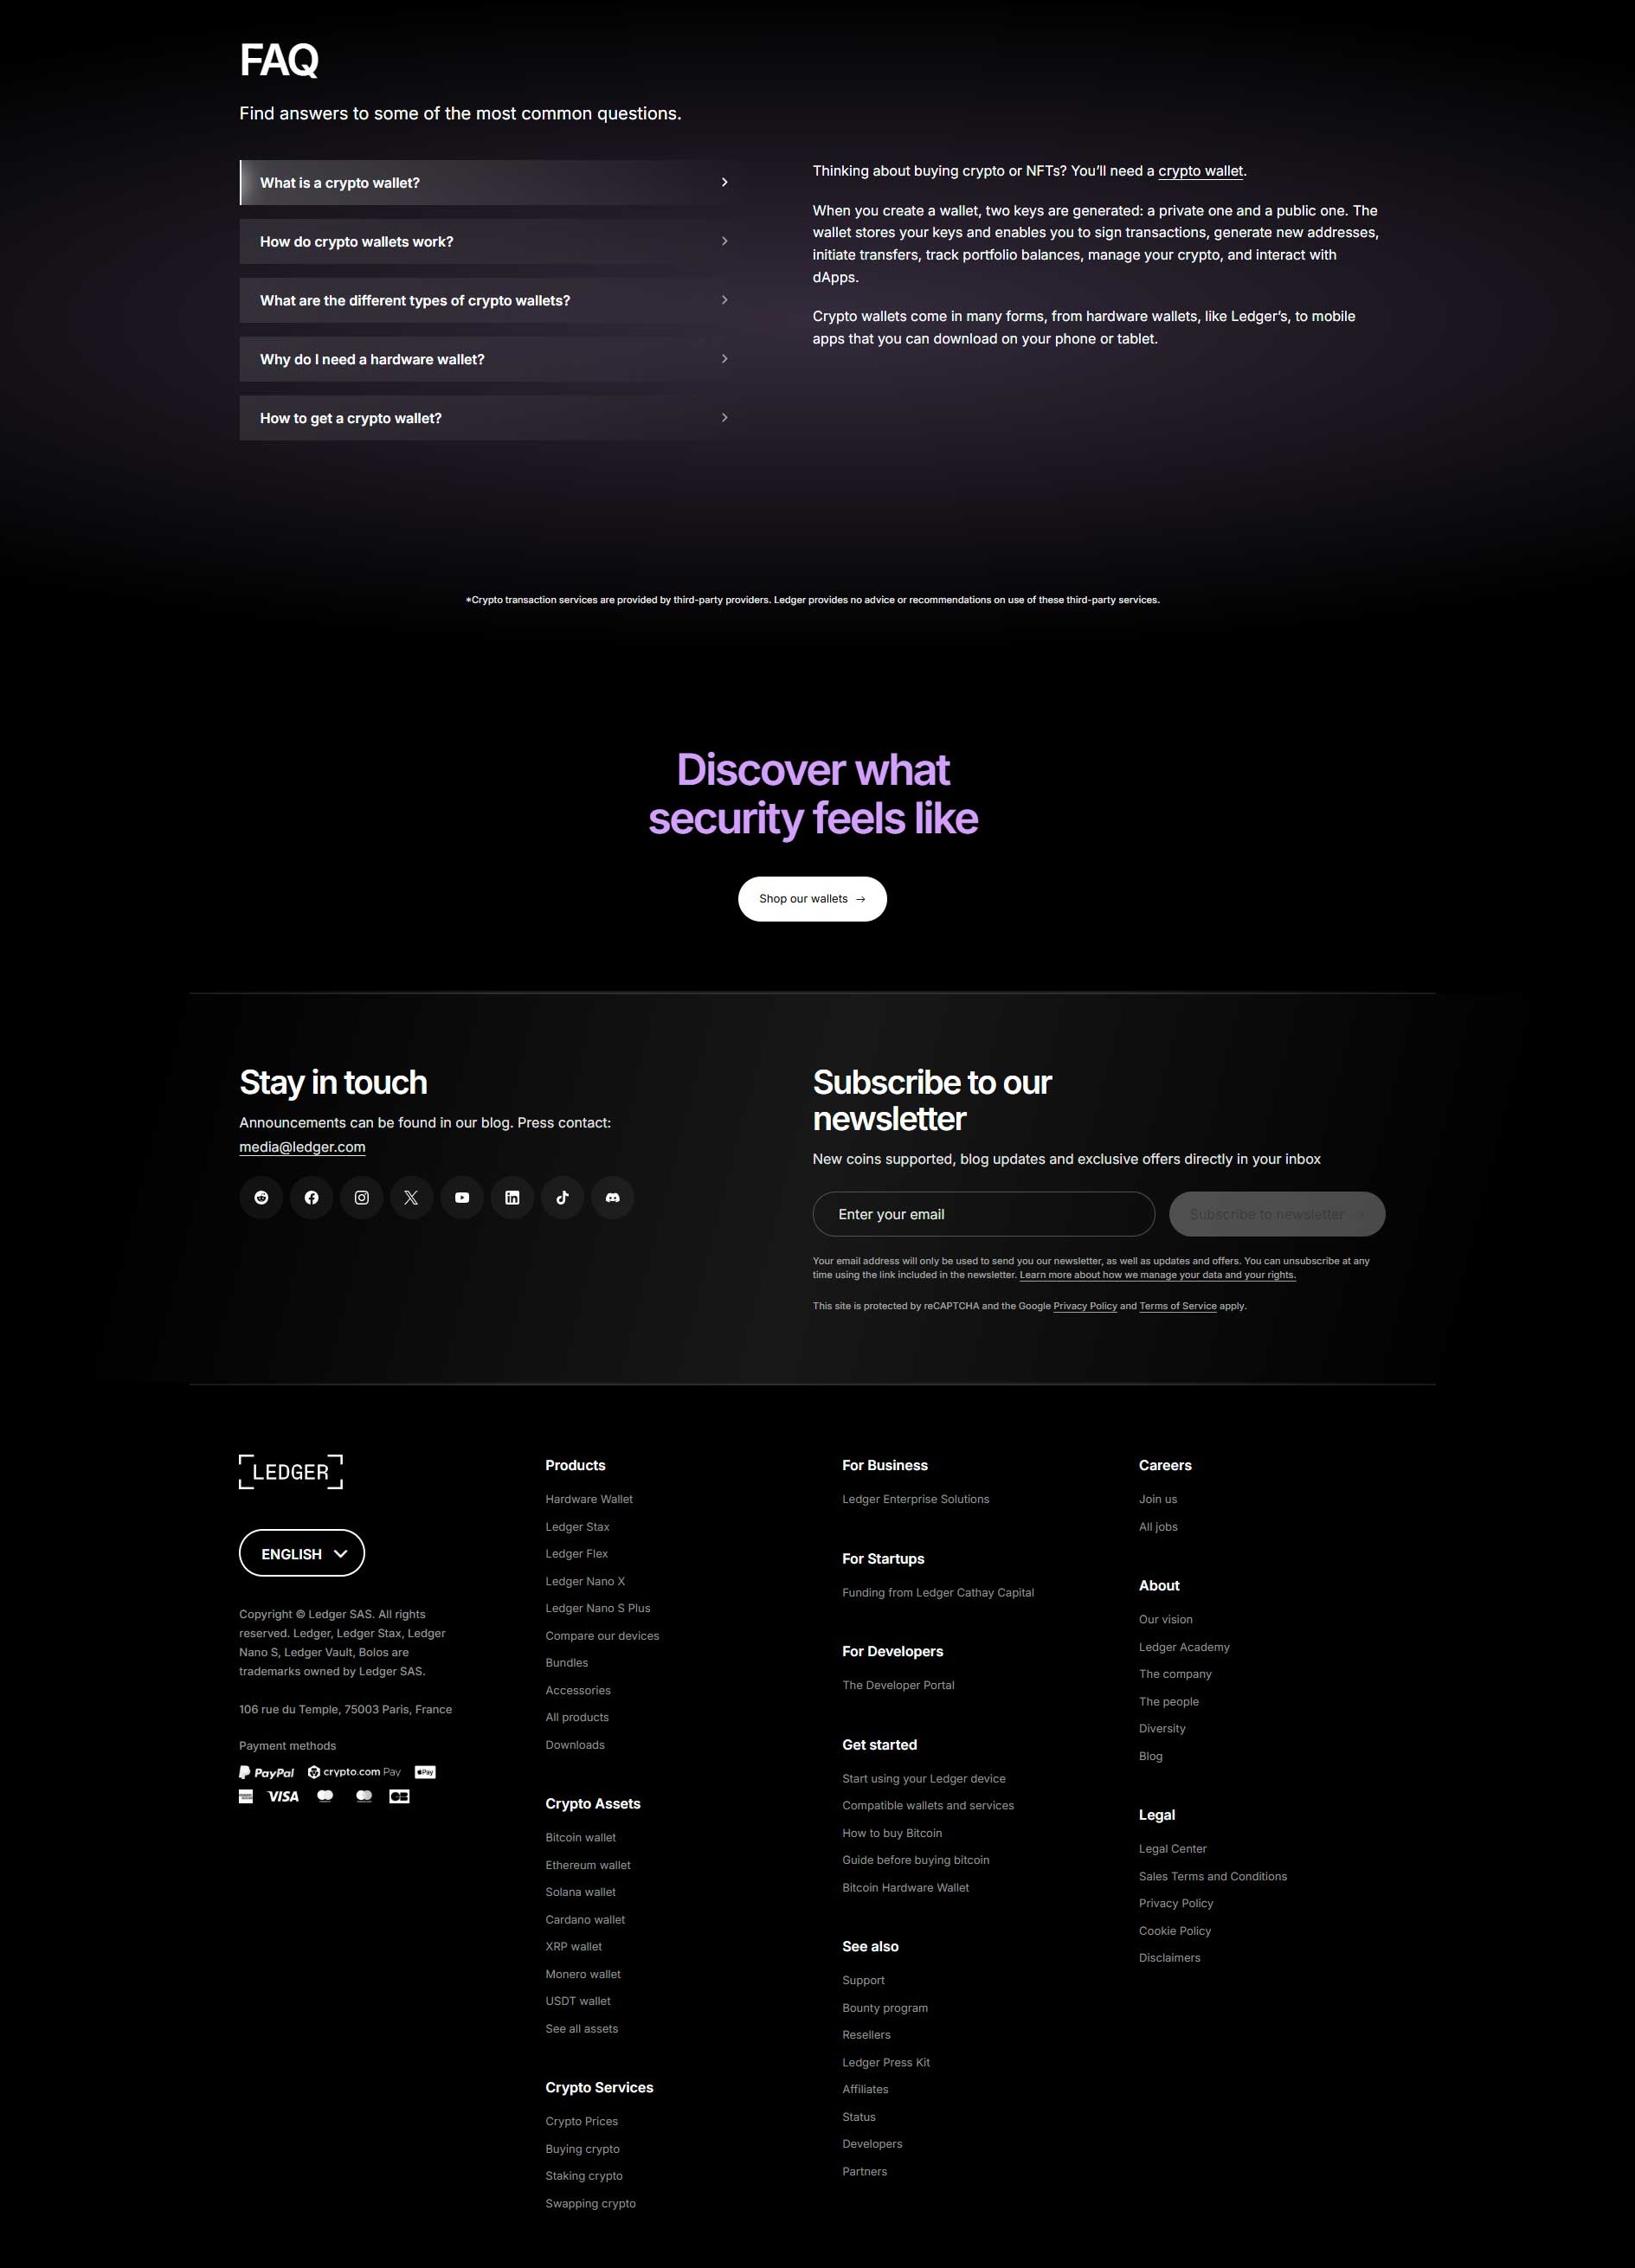 FAQ
Find answers to some of the most common questions.
What is a crypto wallet?
How do crypto wallets work?
What are the different types of crypto wallets?
Why do I need a hardware wallet?
How to get a crypto wallet?
Thinking about buying crypto or NFTs? You’ll need a crypto wallet.
When you create a wallet, two keys are generated: a private one and a public one. The
wallet stores your keys and enables you to sign transactions, generate new addresses,
initiate transfers, track portfolio balances, manage your crypto, and interact with
dApps.
Crypto wallets come in many forms, from hardware wallets, like Ledger’s, to mobile
apps that you can download on your phone or tablet.
*Crypto transaction services are provided by third-party providers. Ledger provides no advice or recommendations on use of these third-party services.
Discover what
security feels like
Shop our wallets →
Stay in touch
Announcements can be found in our blog. Press contact:
media@ledger.com
Subscribe to our
newsletter
New coins supported, blog updates and exclusive offers directly in your inbox
Enter your email
Subscribe to newsletter
Your email address will only be used to send you our newsletter, as well as updates and offers. You can unsubscribe at any
time using the link included in the newsletter. Learn more about how we manage your data and your rights.
This site is protected by reCAPTCHA and the Google Privacy Policy and Terms of Service apply.
LEDGER
ENGLISH
Copyright © Ledger SAS. All rights
reserved. Ledger, Ledger Stax, Ledger
Nano S, Ledger Vault, Bolos are
trademarks owned by Ledger SAS.
106 rue du Temple, 75003 Paris, France
Payment methods
PayPal crypto.com Pay Pay
VISA CB
Products
Hardware Wallet
Ledger Stax
Ledger Flex
Ledger Nano X
Ledger Nano S Plus
Compare our devices
Bundles
Accessories
All products
Downloads
Crypto Assets
Bitcoin wallet
Ethereum wallet
Solana wallet
Cardano wallet
XRP wallet
Monero wallet
USDT wallet
See all assets
Crypto Services
Crypto Prices
Buying crypto
Staking crypto
Swapping crypto
For Business
Ledger Enterprise Solutions
For Startups
Funding from Ledger Cathay Capital
For Developers
The Developer Portal
Get started
Start using your Ledger device
Compatible wallets and services
How to buy Bitcoin
Guide before buying bitcoin
Bitcoin Hardware Wallet
See also
Support
Bounty program
Resellers
Ledger Press Kit
Affiliates
Status
Developers
Partners
Careers
Join us
All jobs
About
Our vision
Ledger Academy
The company
The people
Diversity
Blog
Legal
Legal Center
Sales Terms and Conditions
Privacy Policy
Cookie Policy
Disclaimers